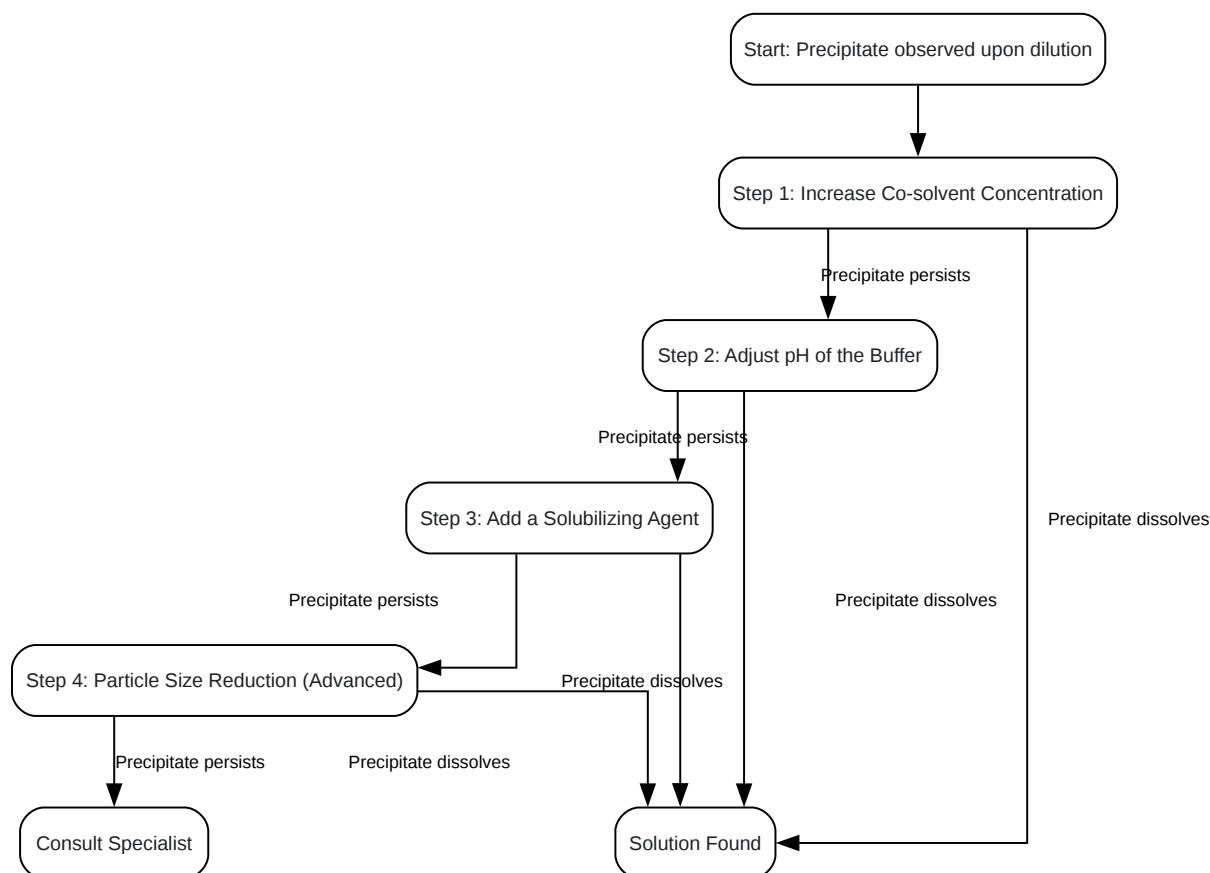 Start: Precipitate observed upon dilution
Step 1: Increase Co-solvent Concentration
Precipitate persists
Step 2: Adjust pH of the Buffer
Precipitate persists
Step 3: Add a Solubilizing Agent
Precipitate dissolves
Precipitate persists
Precipitate dissolves
Step 4: Particle Size Reduction (Advanced)
Precipitate dissolves
Precipitate persists
Precipitate dissolves
Consult Specialist
Solution Found